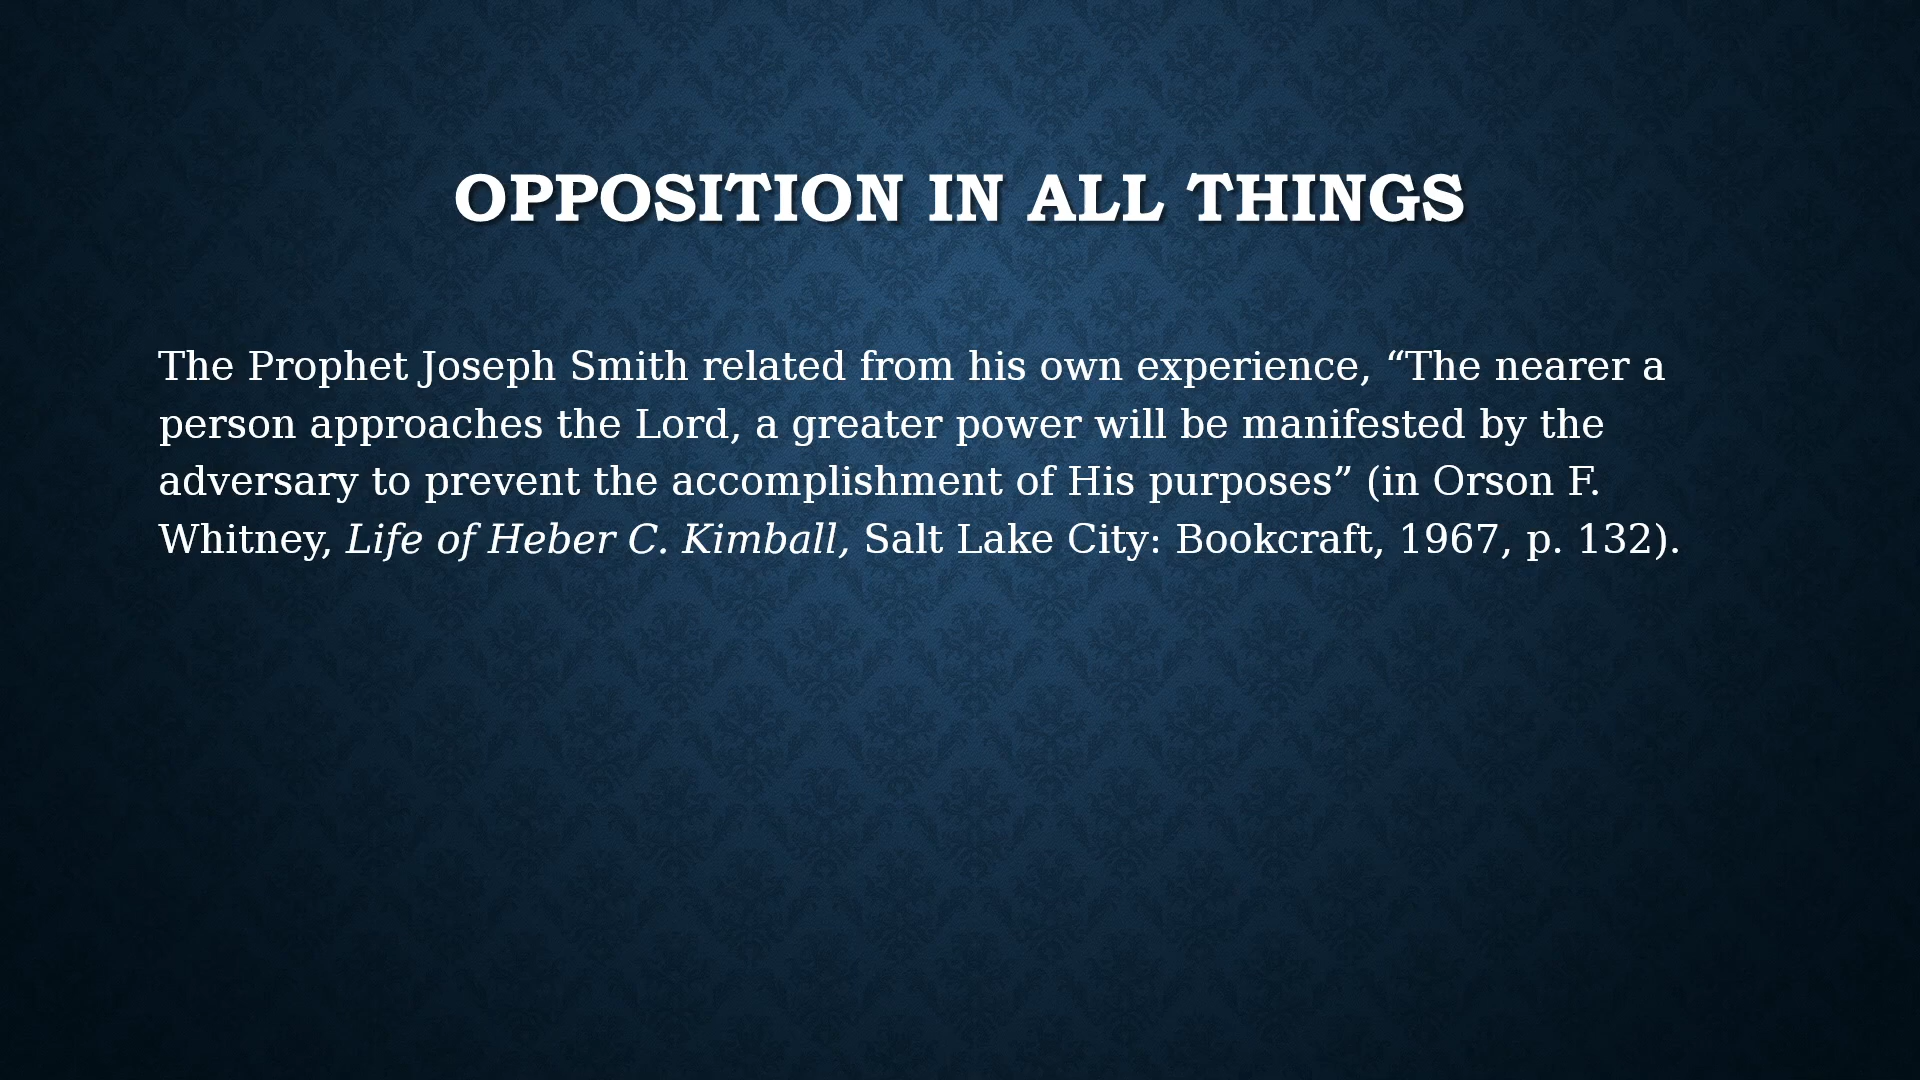 OPPOSITION IN ALL THINGS
The Prophet Joseph Smith related from his own experience, “The nearer a
person approaches the Lord, a greater power will be manifested by the
adversary to prevent the accomplishment of His purposes” (in Orson F.
Whitney, Life of Heber C. Kimball, Salt Lake City: Bookcraft, 1967, p. 132).